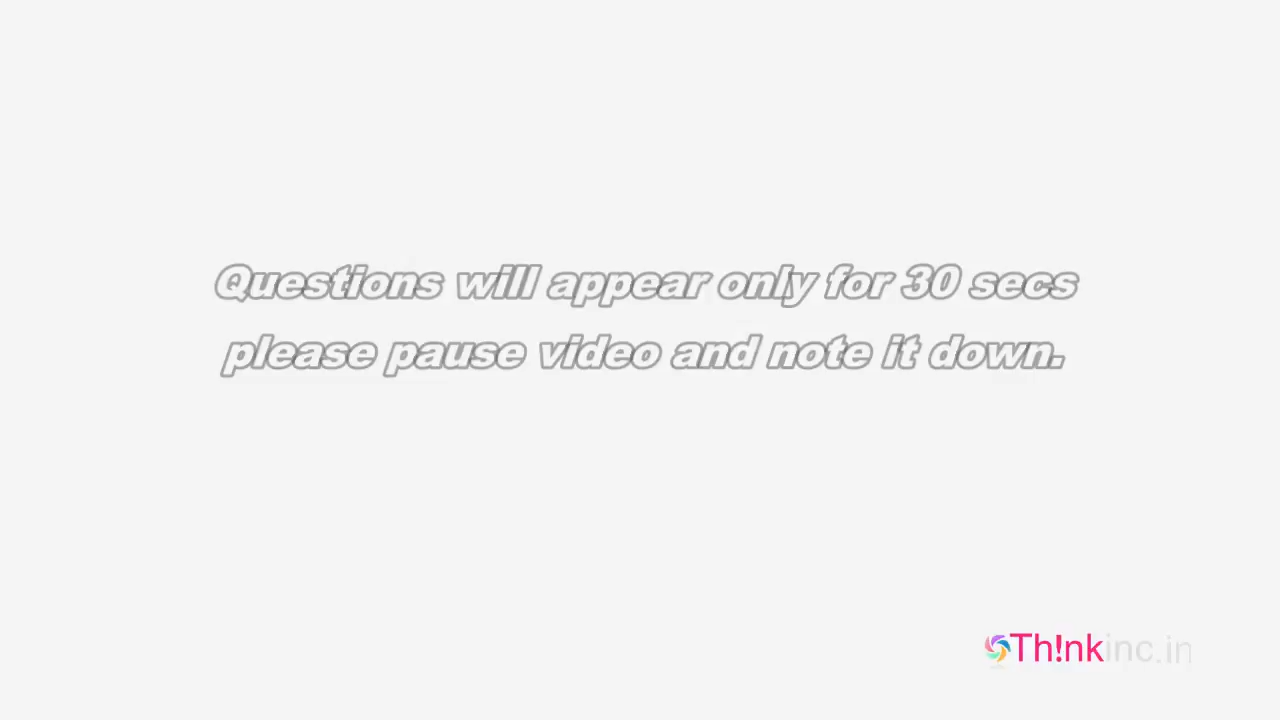 Questions will appear only for 30 secs
please pause video and note it down.
Th!nkinc.in